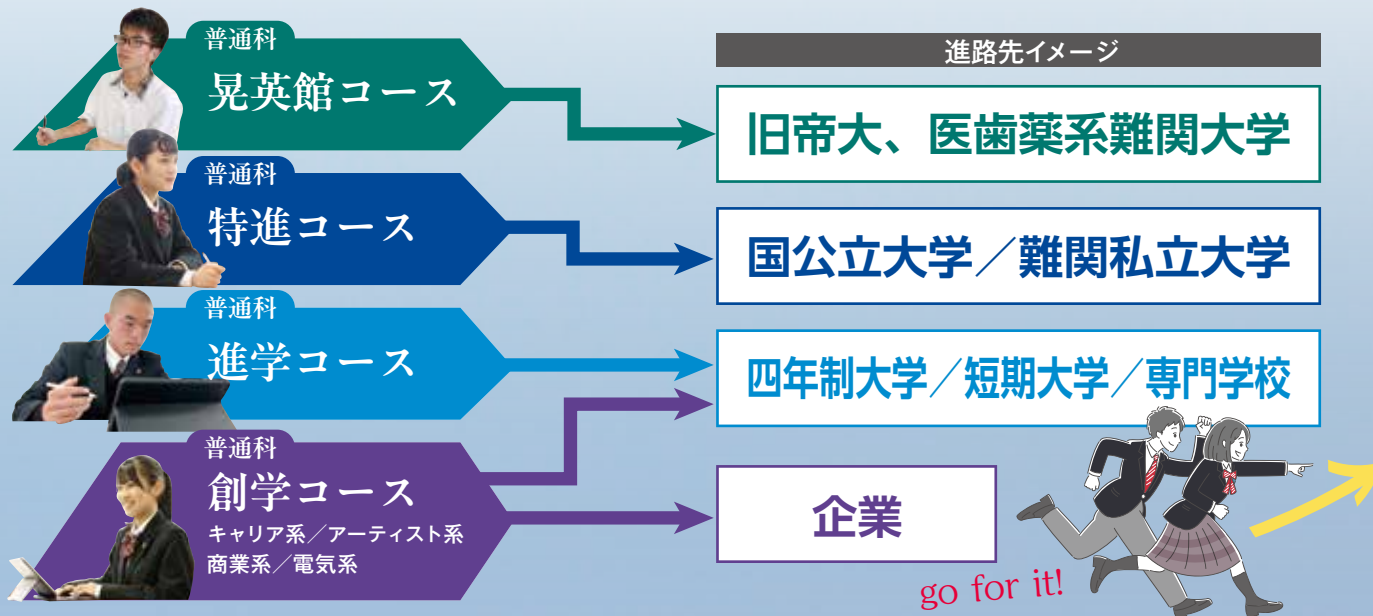 普通科
晃英館コース
普通科
特進コース
普通科
進学コース
普通科
創学コース
キャリア系／アーティスト系
商業系／電気系
進路先イメージ
旧帝大、医歯薬系難関大学
国公立大学／難関私立大学
四年制大学／短期大学／専門学校
企業
go for it!